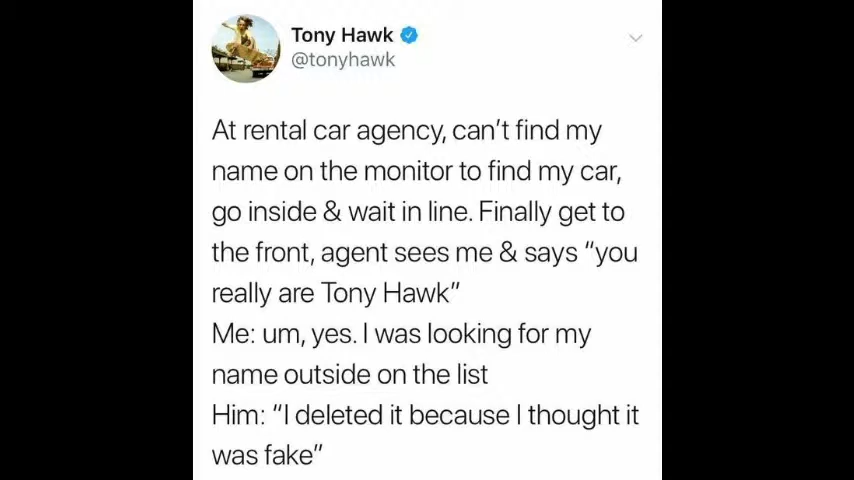 Tony Hawk
@tonyhawk
At rental car agency, can’t find my
name on the monitor to find my car,
go inside & wait in line. Finally get to
the front, agent sees me & says “you
really are Tony Hawk”
Me: um, yes. I was looking for my
name outside on the list
Him: “I deleted it because I thought it
was fake”